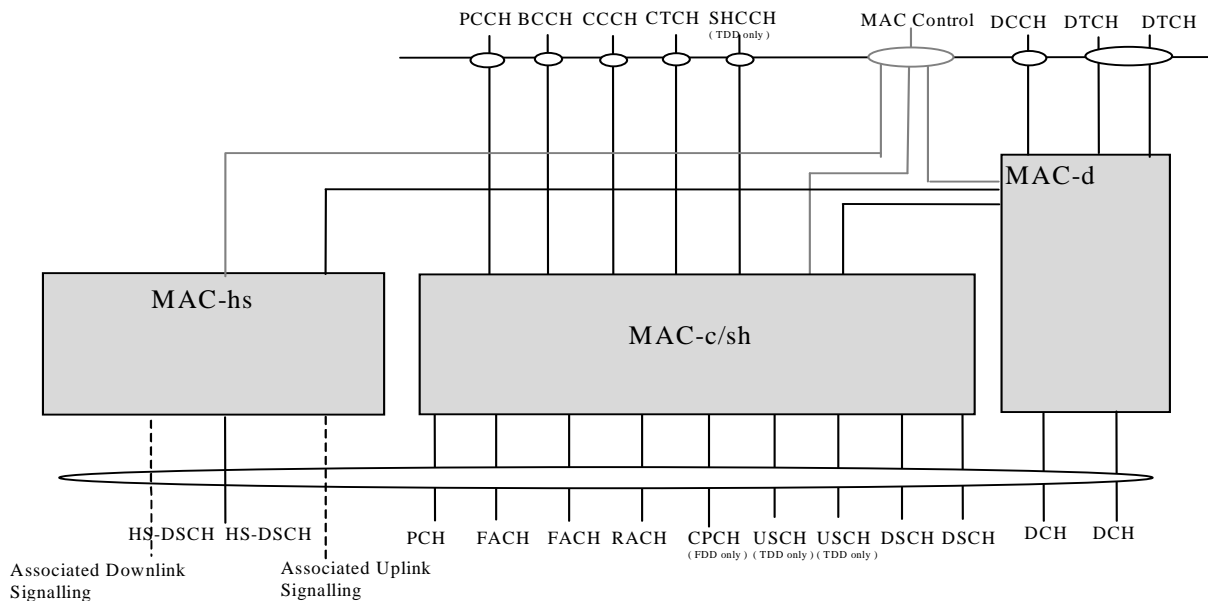 PCCH BCCH CCCH CTCH SHCCH MAC Control DCCH DTCH DTCH
( TDD only )
MAC-d
MAC-hs
MAC-c/sh
HS-DSCH HS-DSCH PCH FACH FACH RACH CPCH USCH USCH DSCH DSCH DCH DCH
( FDD only ) ( TDD only ) ( TDD only )
Associated Downlink
Signalling
Associated Uplink
Signalling